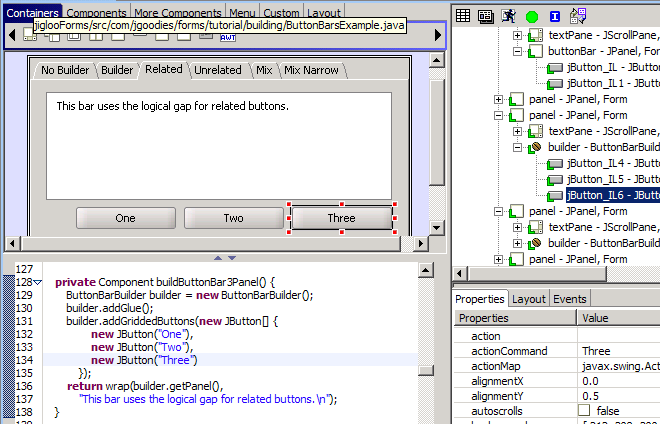 Containers Components More Components Menu Custom Layout
jiglooForms/src/com/jgoodies/forms/tutorial/building/ButtonBarsExample.java
AWT
No Builder Builder Related Unrelated Mix Mix Narrow
This bar uses the logical gap for related buttons.
One Two Three
127
128 private Component buildButtonBar3Panel() {
129 ButtonBarBuilder builder = new ButtonBarBuilder();
130 builder.addGlue();
131 builder.addGriddedButtons(new JButton[] {
132 new JButton("One"),
133 new JButton("Two"),
134 new JButton("Three")
135 });
136 return wrap(builder.getPanel(),
137 "This bar uses the logical gap for related buttons.\n");
138 }
textPane - JScrollPane,
buttonBar - JPanel, Form
jButton_IL - JButto
jButton_IL1 - JButt
panel - JPanel, Form
panel - JPanel, Form
textPane - JScrollPane
builder - ButtonBarBuild
jButton_IL4 - JButt
jButton_IL5 - JButt
jButton_IL6 - JButt
panel - JPanel, Form
textPane - JScrollPane
builder - ButtonBarBuil
panel - JPanel, Form
Properties Layout Events
Properties Value
action
actionCommand Three
actionMap javax.swing.Act
alignmentX 0.0
alignmentY 0.5
autoscrolls false